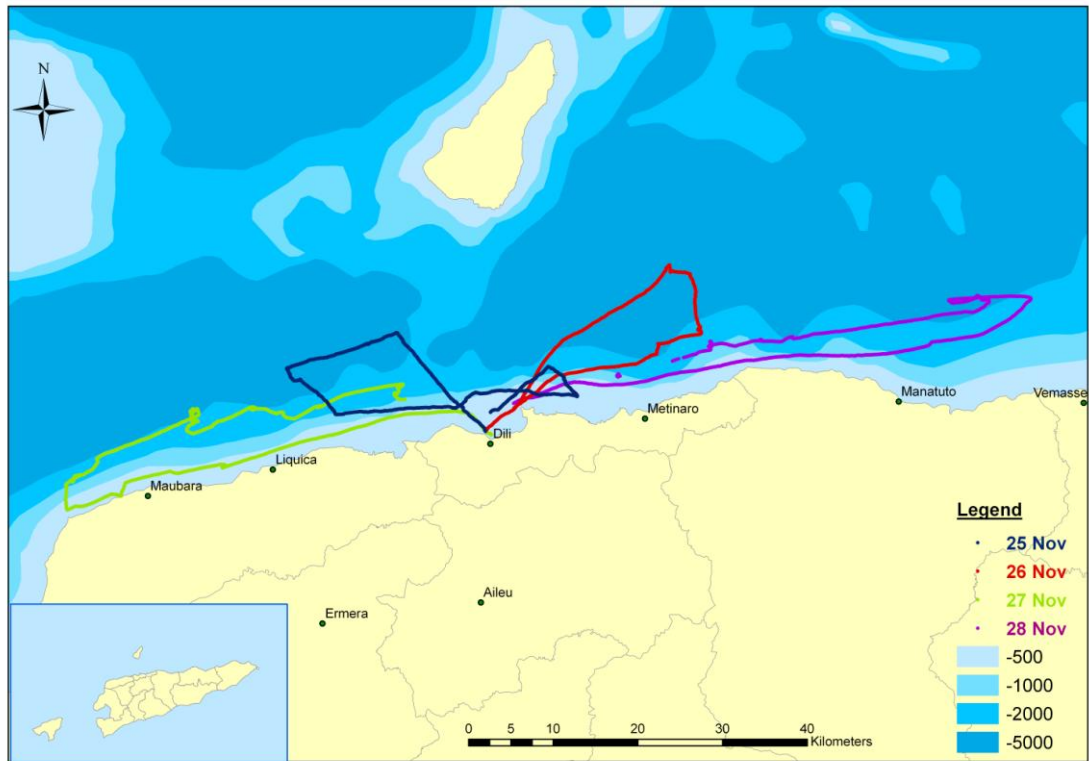 N
Dili
Metinaro
Manatuto
Vemasse
Liquica
Maubara
Aileu
Ermera
Legend
25 Nov
26 Nov
27 Nov
28 Nov
-500
-1000
-2000
-5000
0 5 10 20 30 40
Kilometers